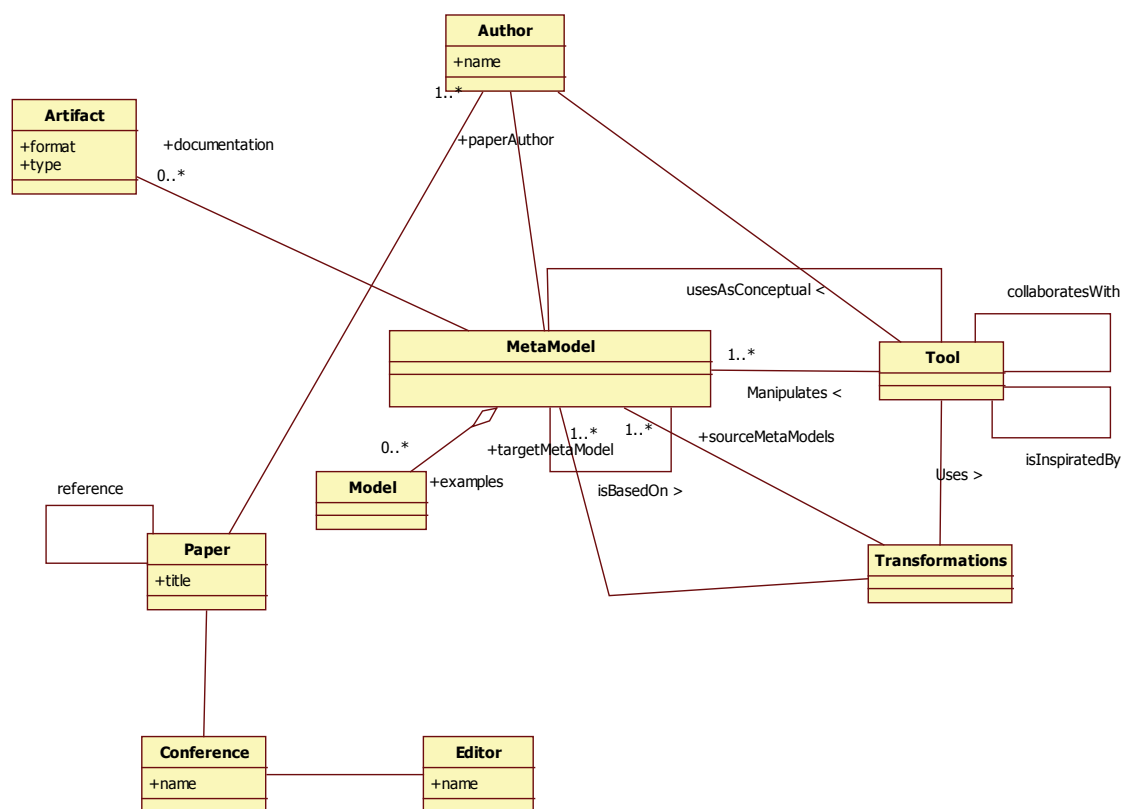 Author
+name
1..*
Artifact
+format
+type
+documentation
0..*
+paperAuthor
usesAsConceptual <
collaboratesWith
MetaModel
1..*
Tool
Manipulates <
1..*
1..*
+sourceMetaModels
0..*
+targetMetaModel
isInspiratedBy
+examples
Model
isBasedOn >
Uses >
reference
Paper
+title
Transformations
Conference
+name
Editor
+name